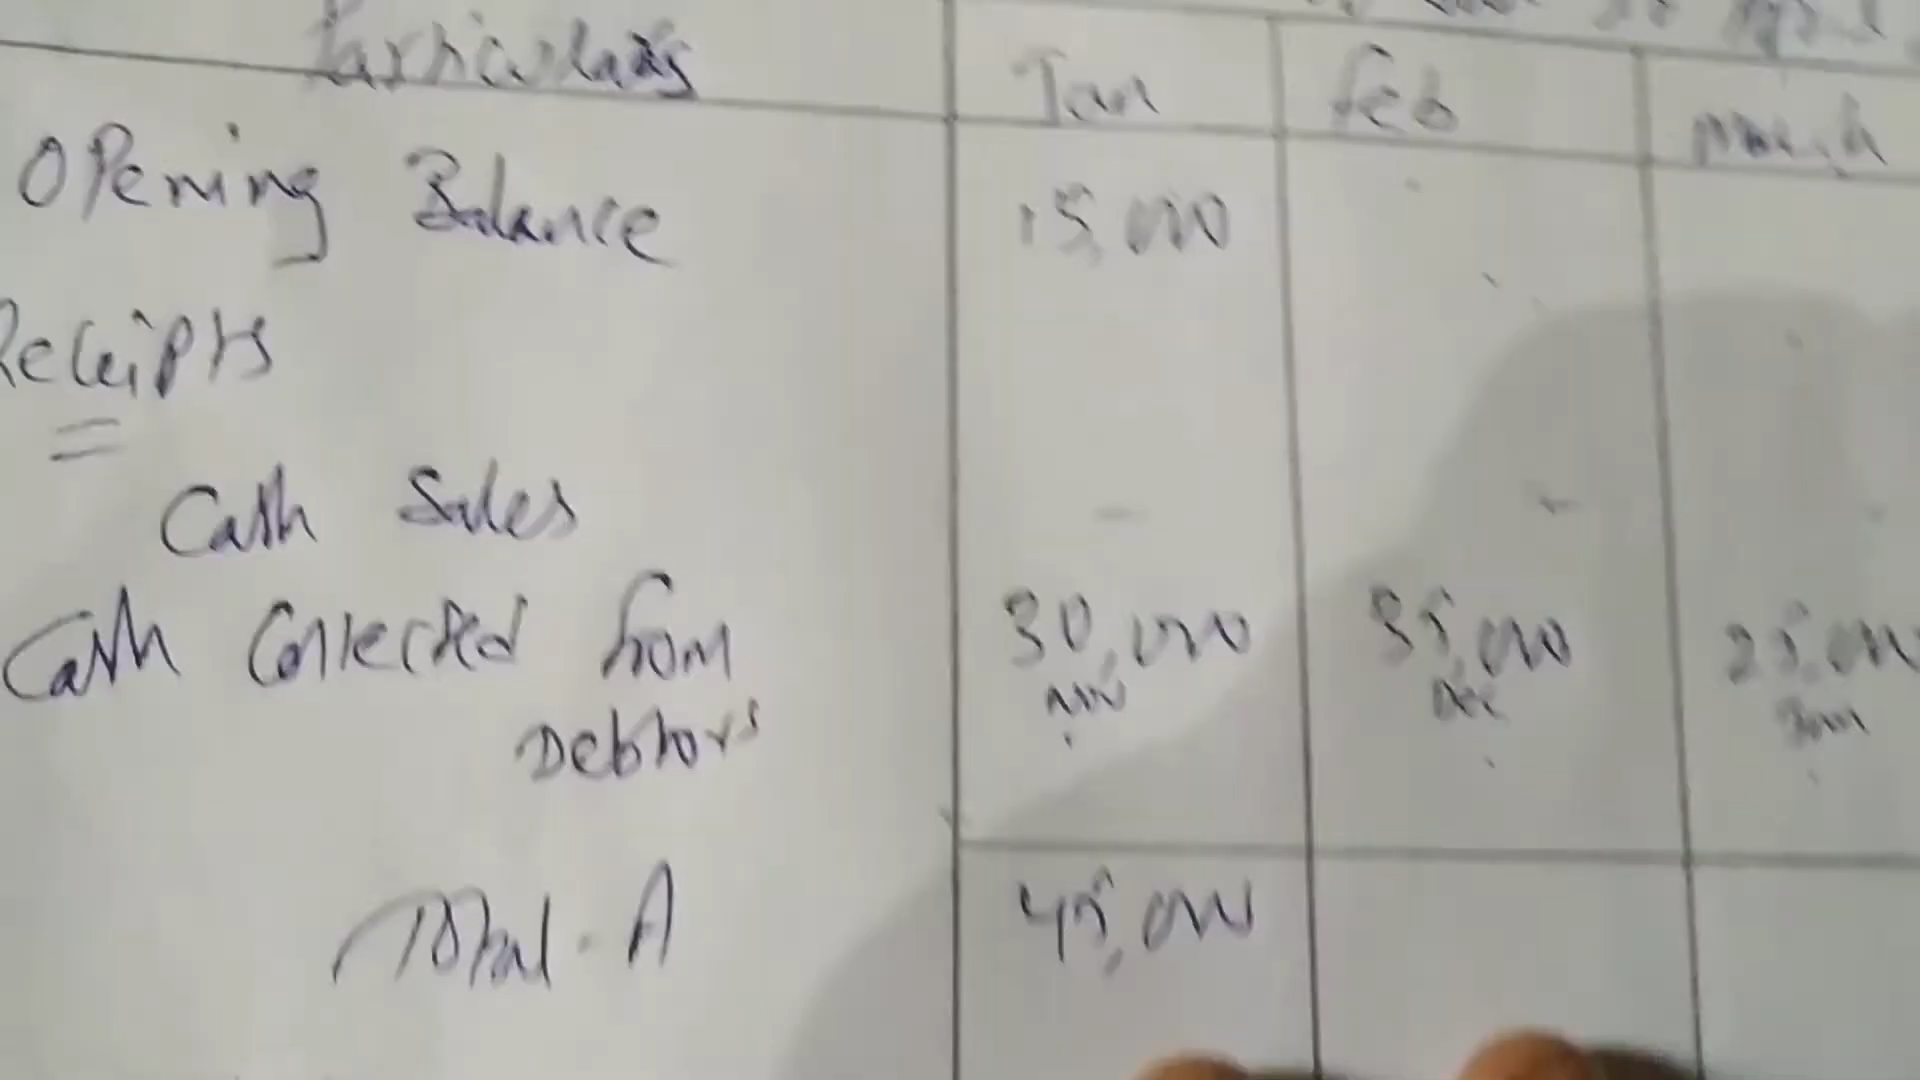 Particulars Jan Feb March
Opening Balance 15,000
Receipts
Cash Sales - - -
Cash Collected from 30,000 35,000 25,000
Nov Dec Jan
Debtors
Total - A 45,000